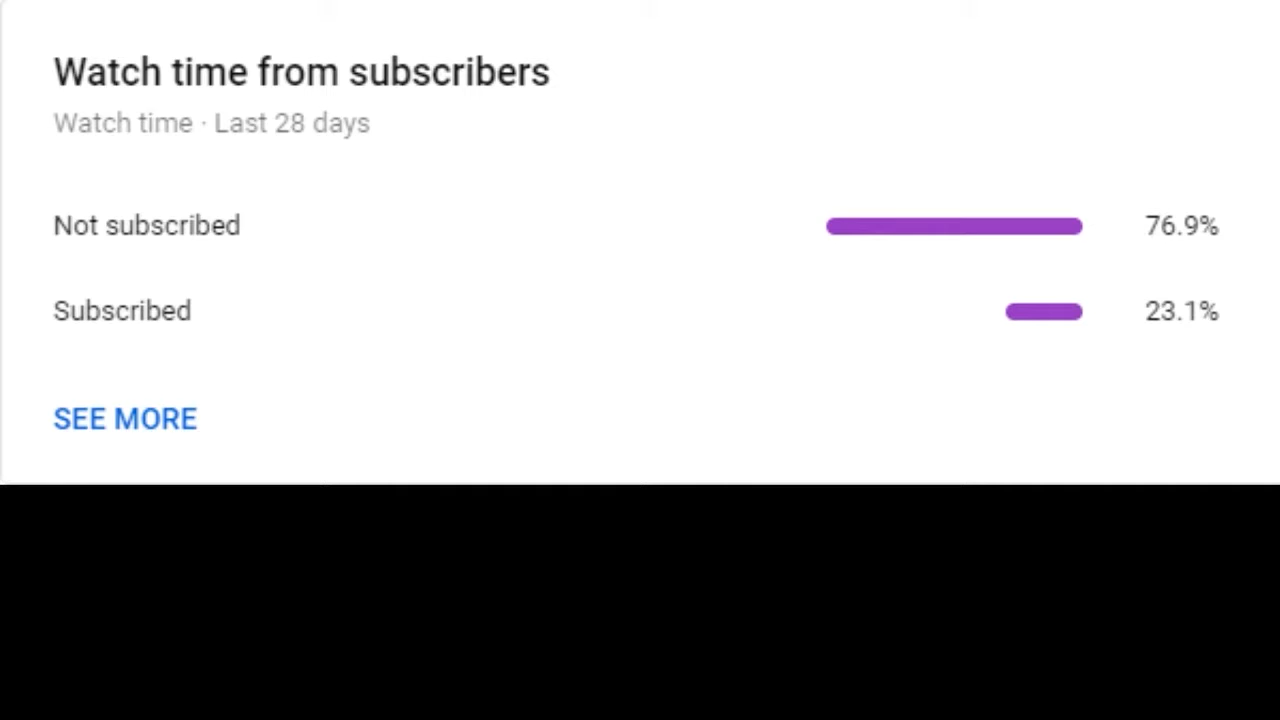 Watch time from subscribers
Watch time · Last 28 days
Not subscribed 76.9%
Subscribed 23.1%
SEE MORE